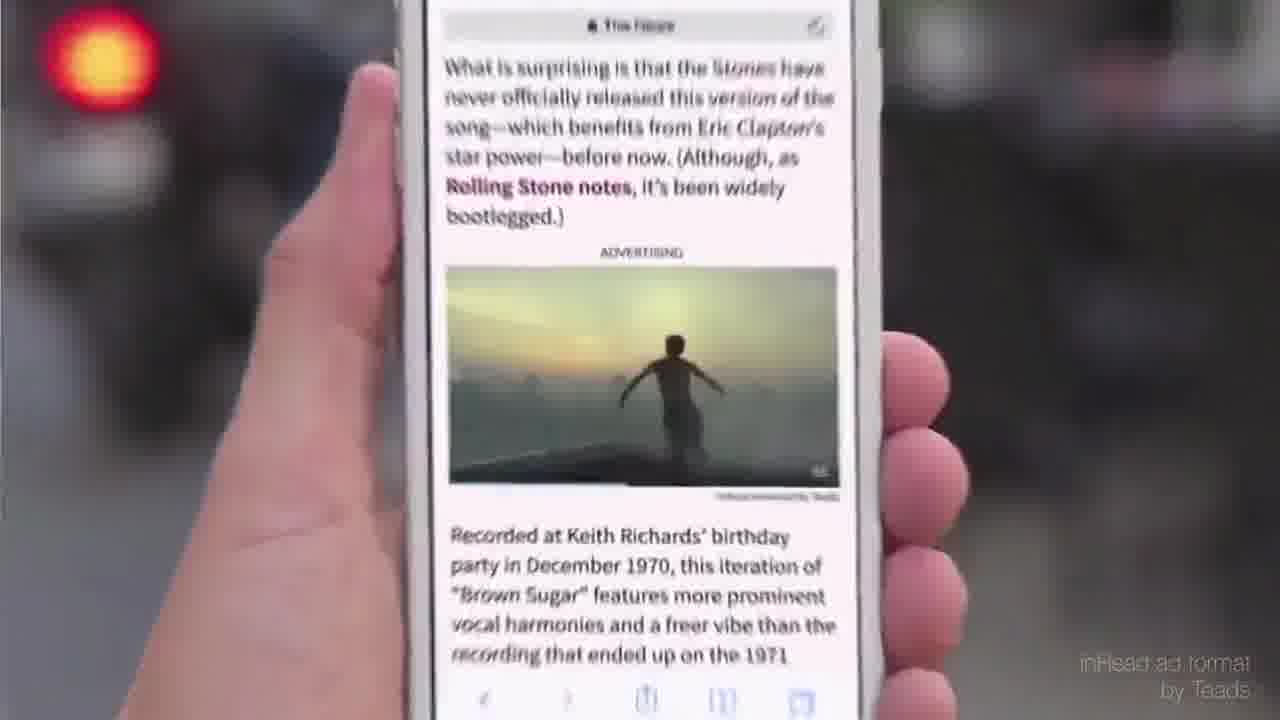 What is surprising is that the Stones have
never officially released this version of the
song—which benefits from Eric Clapton's
star power—before now. (Although, as
Rolling Stone notes, it's been widely
bootlegged.)
ADVERTISING
Recorded at Keith Richards' birthday
party in December 1970, this iteration of
"Brown Sugar" features more prominent
vocal harmonies and a freer vibe than the
recording that ended up on the 1971
inRead ad format
by Teads